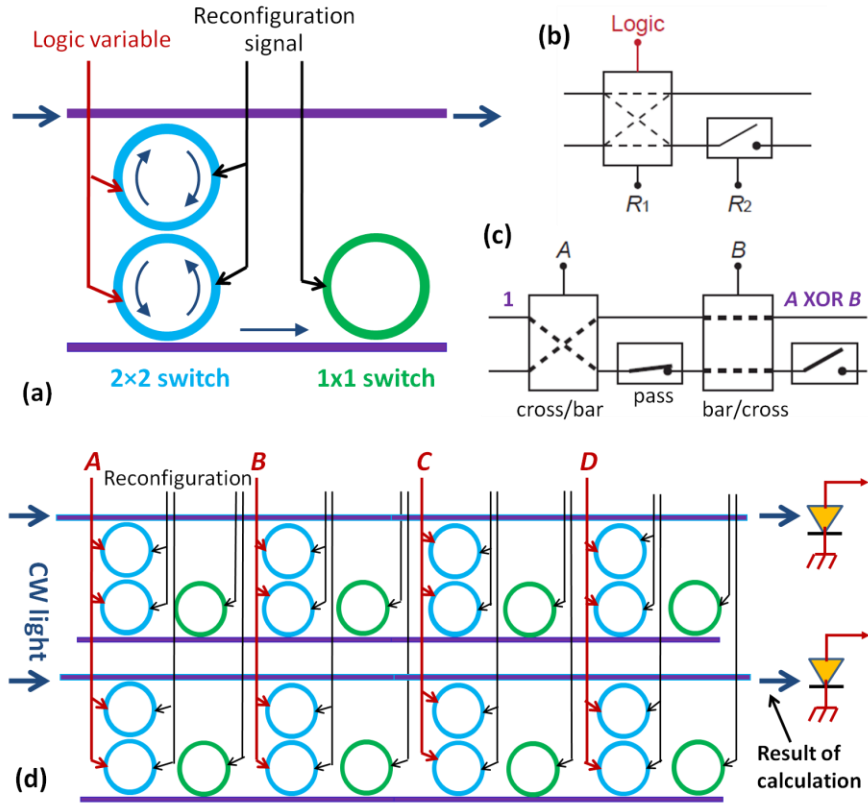 Logic variable
Reconfiguration
signal
2×2 switch
1x1 switch
(a)
(b)
Logic
R1
R2
(c)
A
B
1
A XOR B
cross/bar
pass
bar/cross
A
Reconfiguration
B
C
D
CW light
(d)
Result of
calculation